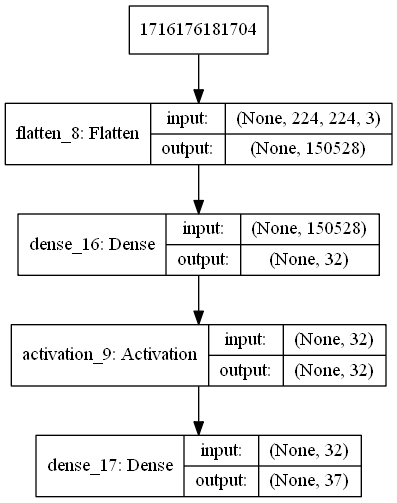 1716176181704
flatten_8: Flatten
input: (None, 224, 224, 3)
output: (None, 150528)
dense_16: Dense
input: (None, 150528)
output: (None, 32)
activation_9: Activation
input: (None, 32)
output: (None, 32)
dense_17: Dense
input: (None, 32)
output: (None, 37)